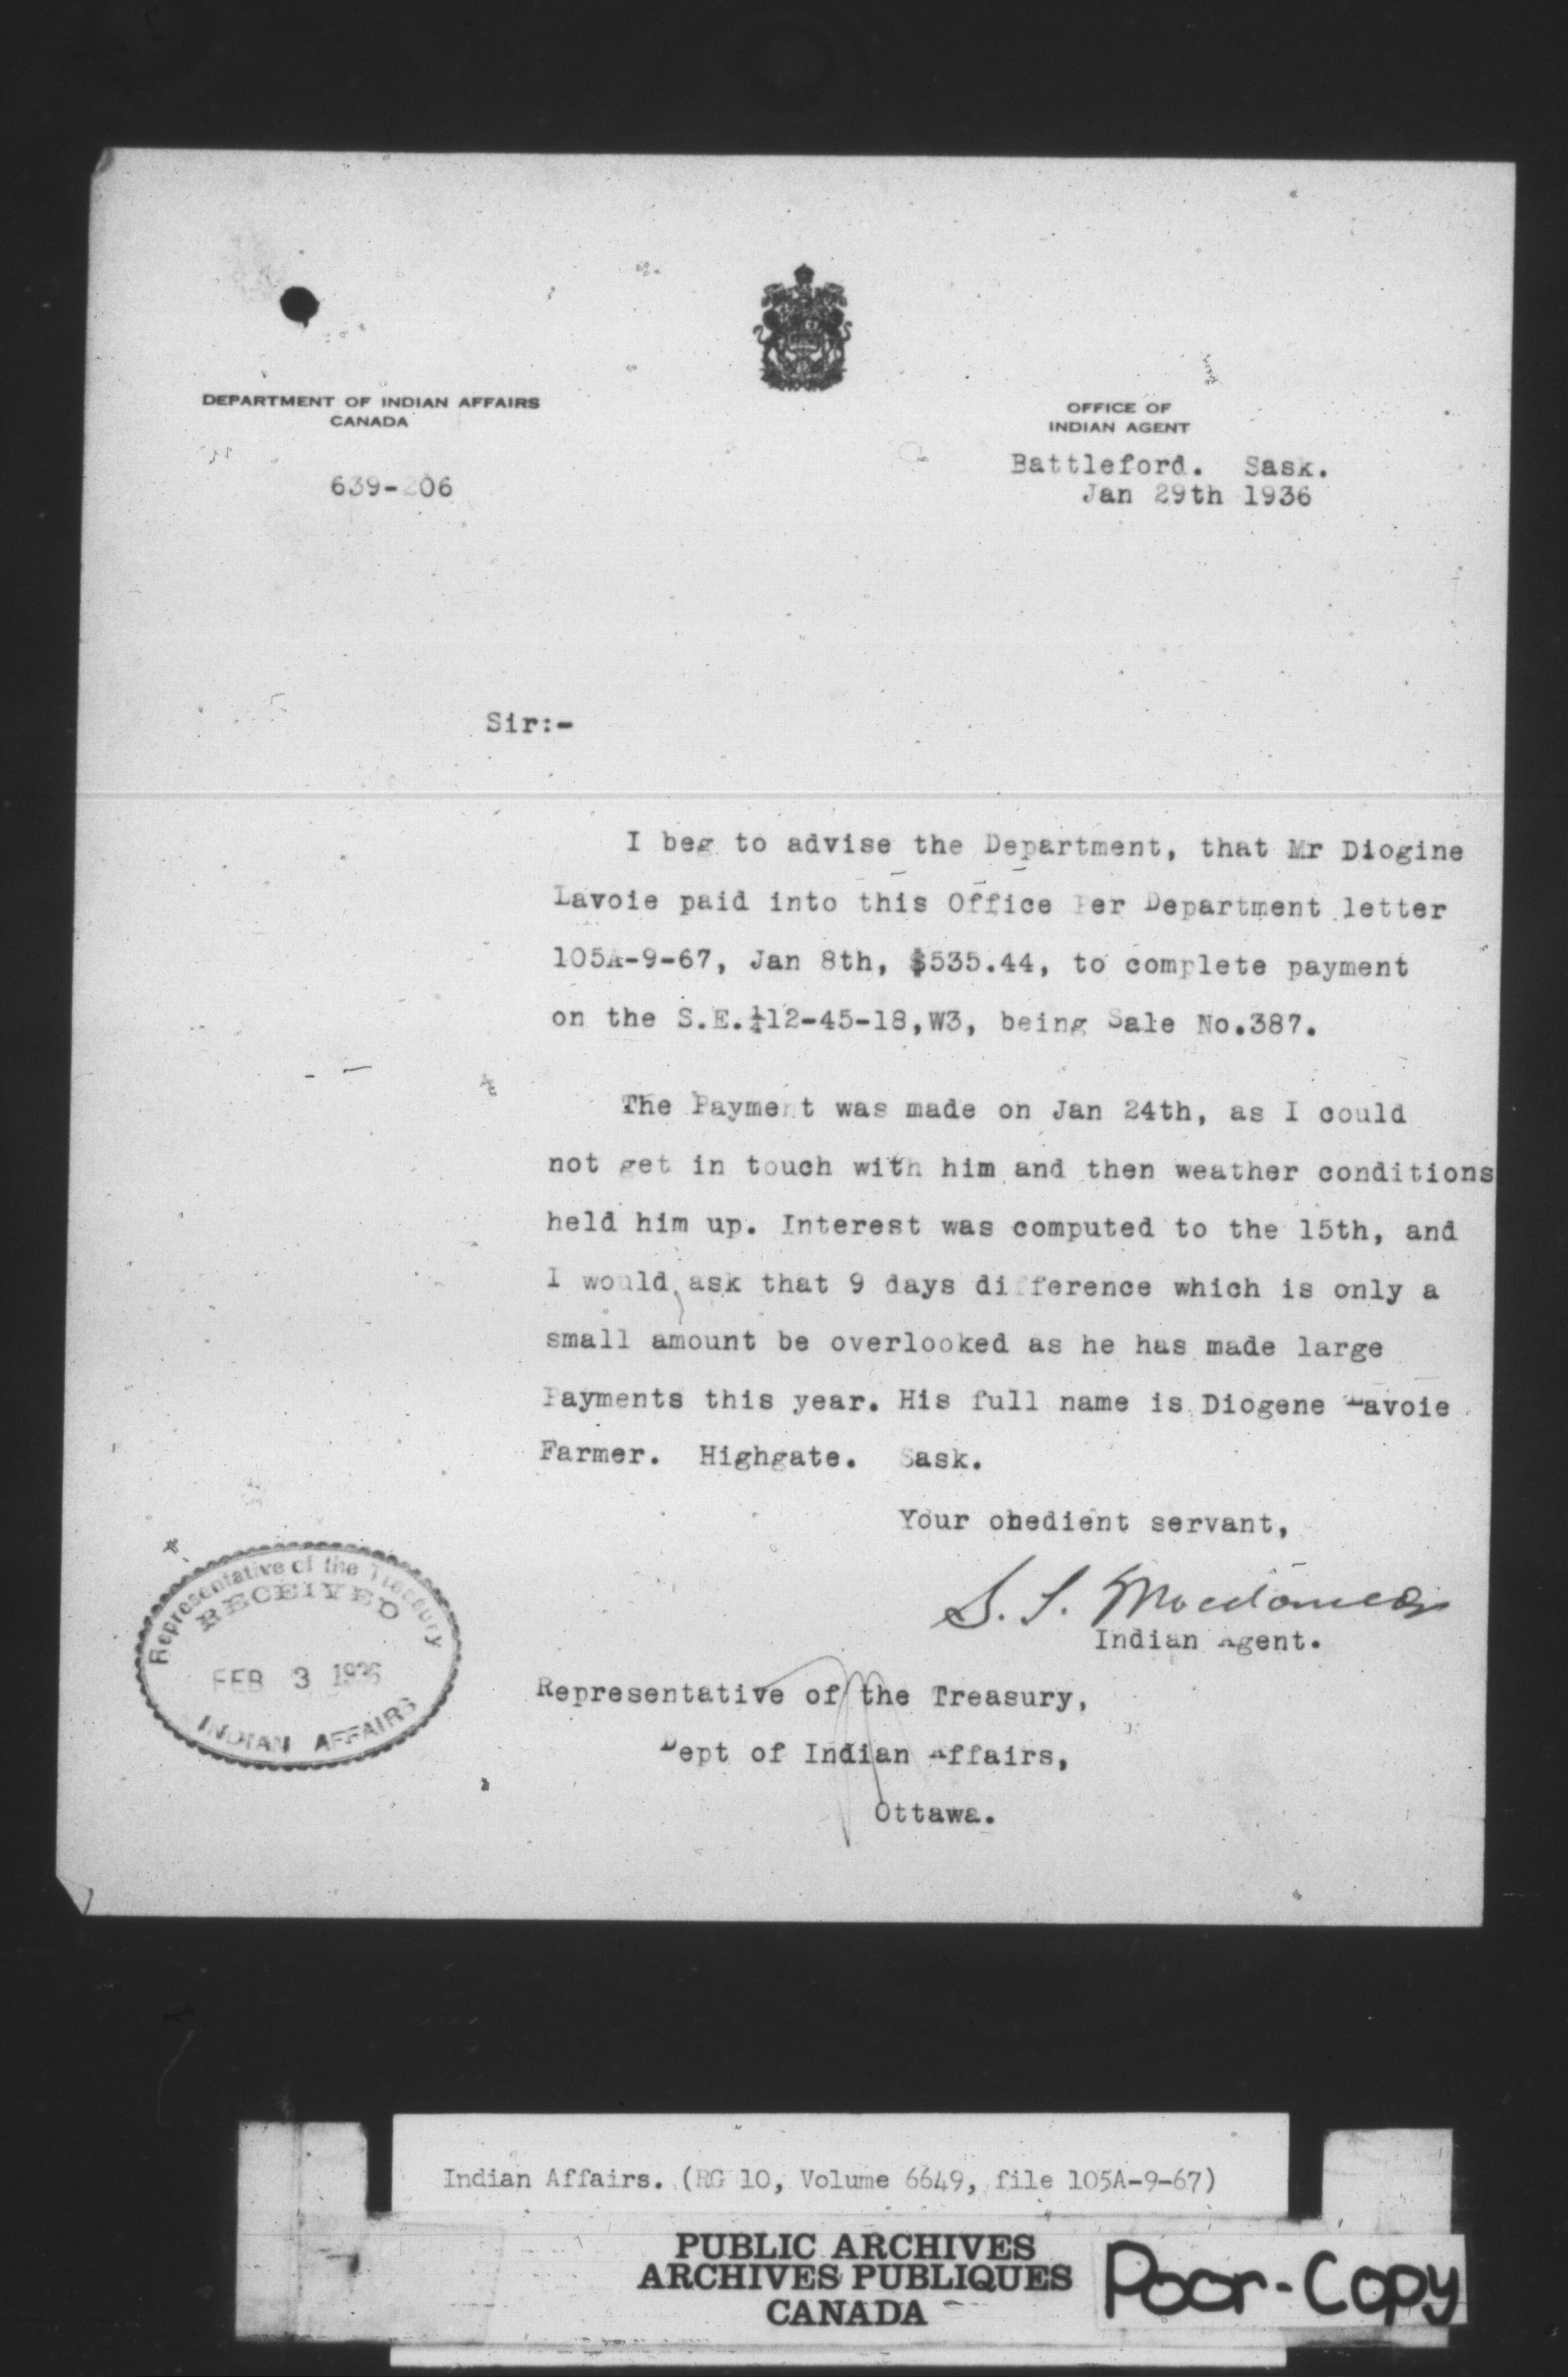 DEPARTMENT OF INDIAN AFFAIRS
CANADA
639-206
OFFICE OF
INDIAN AGENT
Battleford. Sask.
Jan 29th 1936
Sir:-
I beg to advise the Department, that Mr Diogine
Lavoie paid into this Office Per Department letter
105A-9-67, Jan 8th, $535.44, to complete payment
on the S.E.¼12-45-18,W3, being Sale No.387.
The Payment was made on Jan 24th, as I could
not get in touch with him and then weather conditions
held him up. Interest was computed to the 15th, and
I would ask that 9 days difference which is only a
small amount be overlooked as he has made large
Payments this year. His full name is Diogene Lavoie
Farmer. Highgate. Sask.
Your obedient servant,
S. S. Macdonald
Indian Agent.
Representative of the Treasury
RECEIVED
FEB 3 1936
INDIAN AFFAIRS
Representative of the Treasury,
Dept of Indian Affairs,
Ottawa.
Indian Affairs. (RG 10, Volume 6649, file 105A-9-67)
PUBLIC ARCHIVES
ARCHIVES PUBLIQUES
CANADA
Poor-Copy